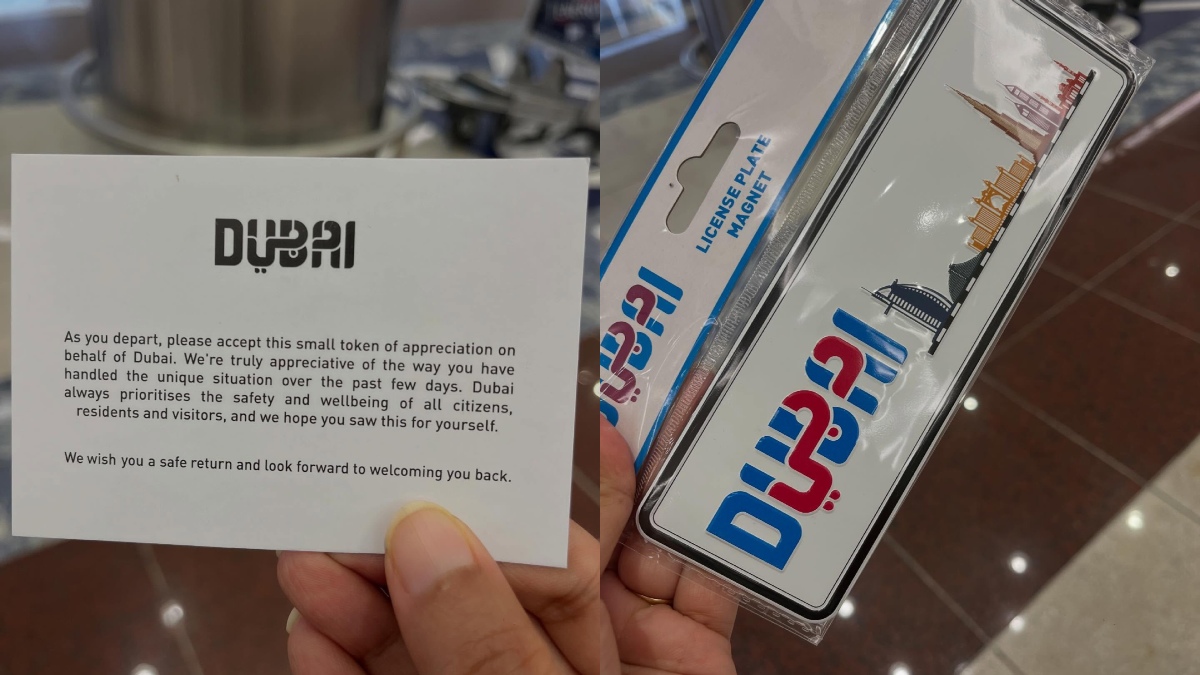 DUBAI
As you depart, please accept this small token of appreciation on
behalf of Dubai. We're truly appreciative of the way you have
handled the unique situation over the past few days. Dubai
always prioritises the safety and wellbeing of all citizens,
residents and visitors, and we hope you saw this for yourself.
We wish you a safe return and look forward to welcoming you back.
LICENSE PLATE
MAGNET
DUBAI
DUBAI